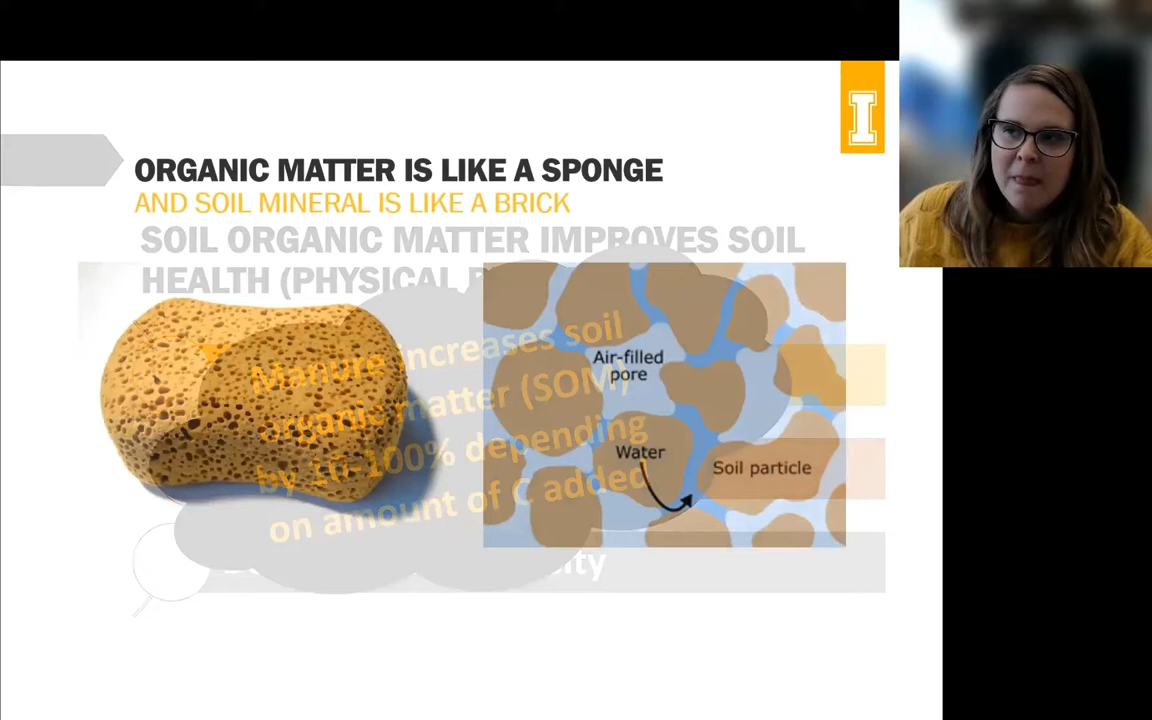 I
ORGANIC MATTER IS LIKE A SPONGE
AND SOIL MINERAL IS LIKE A BRICK
SOIL ORGANIC MATTER IMPROVES SOIL
HEALTH (PHYSICAL
Manure increases soil
organic matter (SOM)
by 10-100% depending
on amount of C added
Air-filled
pore
Water
Soil particle